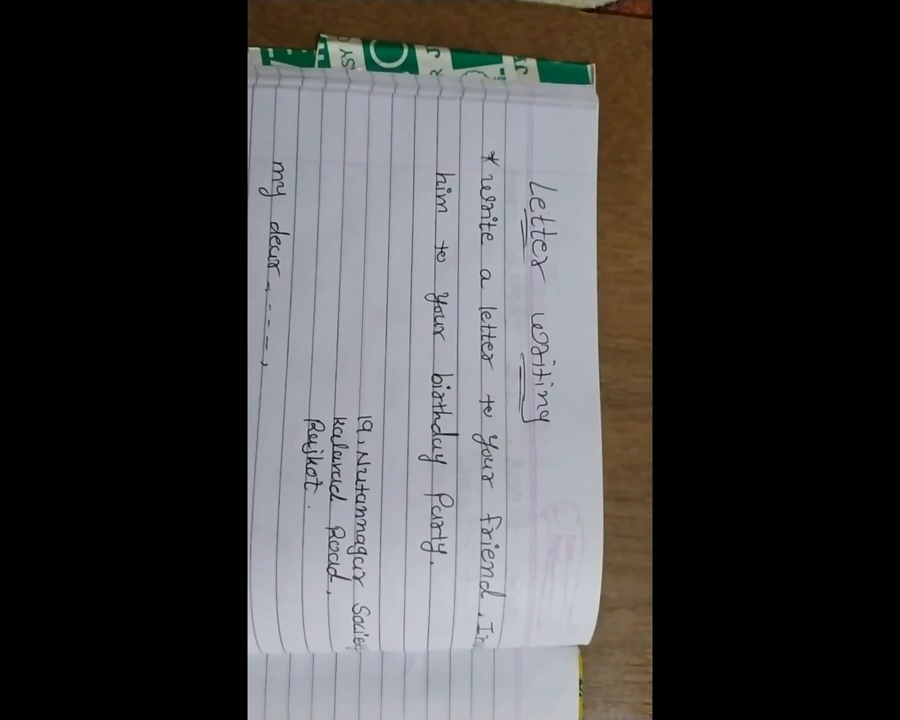 Letter writing
* Write a letter to your friend, In
him to your birthday Party.
19, Nutannagar Societ
Kalavad Road,
Rajkot.
my dear - - - -,